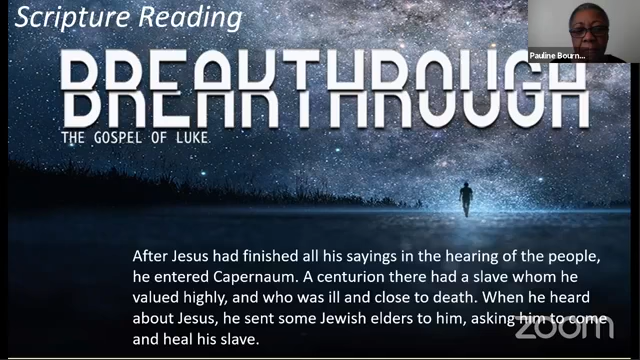 Scripture Reading
Pauline Bourn...
BREAKTHROUGH
THE GOSPEL OF LUKE
After Jesus had finished all his sayings in the hearing of the people,
he entered Capernaum. A centurion there had a slave whom he
valued highly, and who was ill and close to death. When he heard
about Jesus, he sent some Jewish elders to him, asking him to come
and heal his slave.
zoom